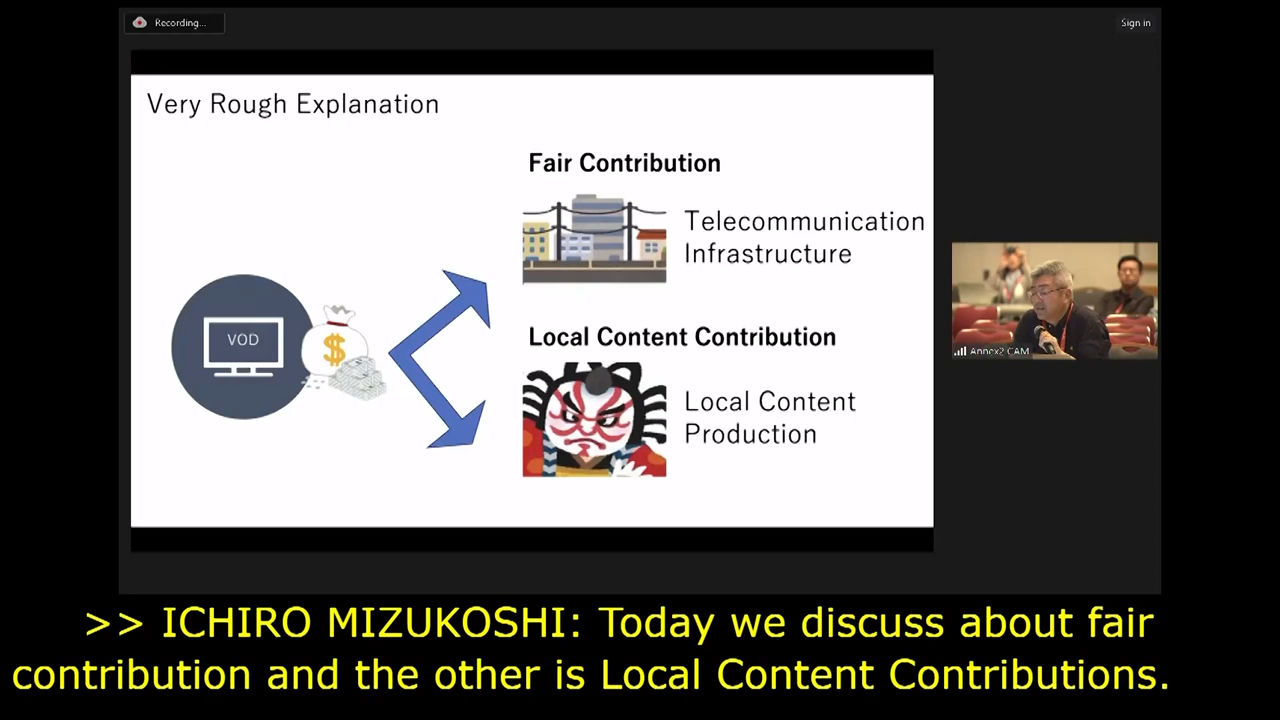 Recording...
Sign in
Very Rough Explanation
Fair Contribution
Telecommunication
Infrastructure
VOD
$
Local Content Contribution
Local Content
Production
Annex2 CAM
>> ICHIRO MIZUKOSHI: Today we discuss about fair
contribution and the other is Local Content Contributions.